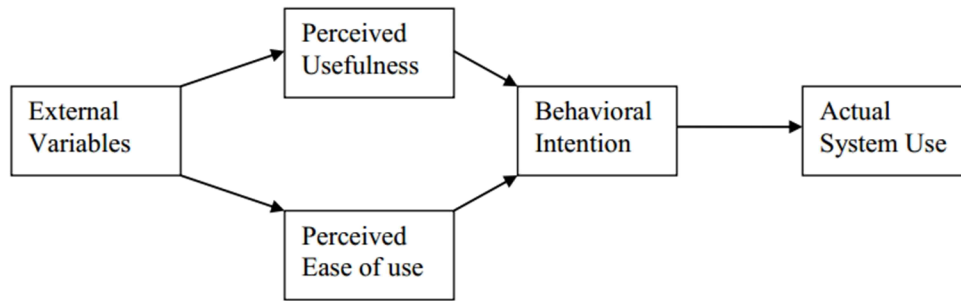 Perceived
Usefulness
External
Variables
Behavioral
Intention
Actual
System Use
Perceived
Ease of use